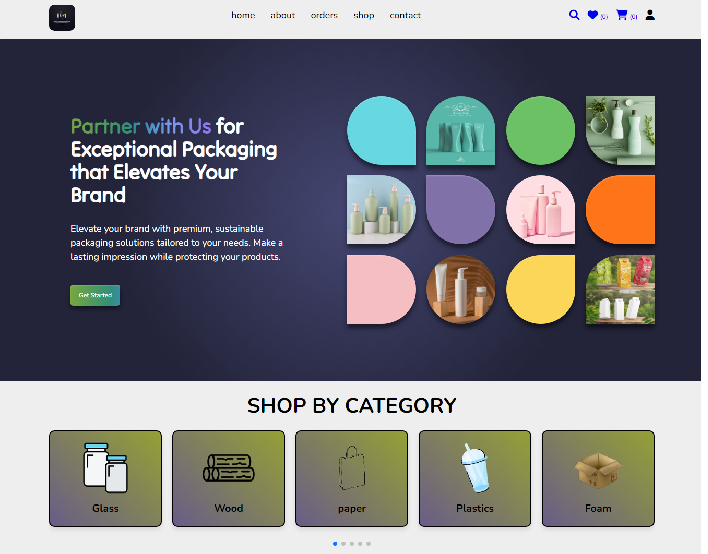 home about orders shop contact
(0) (0)
Partner with Us for
Exceptional Packaging
that Elevates Your
Brand
Elevate your brand with premium, sustainable
packaging solutions tailored to your needs. Make a
lasting impression while protecting your products.
Get Started
SHOP BY CATEGORY
Glass Wood paper Plastics Foam